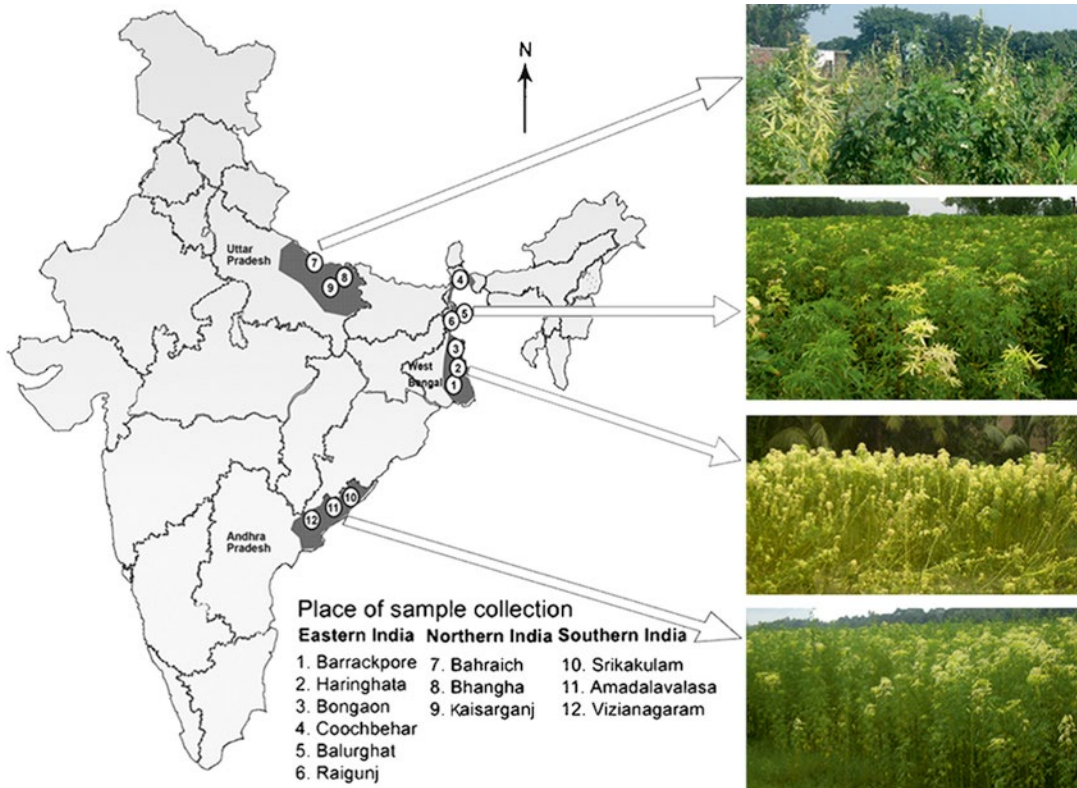 N
Uttar
Pradesh
7
8
9
4
5
6
3
West
Bengal
2
1
10
11
12
Andhra
Pradesh
Place of sample collection
Eastern India Northern India Southern India
1. Barrackpore 7. Bahraich 10. Srikakulam
2. Haringhata 8. Bhangha 11. Amadalavalasa
3. Bongaon 9. Kaisarganj 12. Vizianagaram
4. Coochbehar
5. Balurghat
6. Raigunj